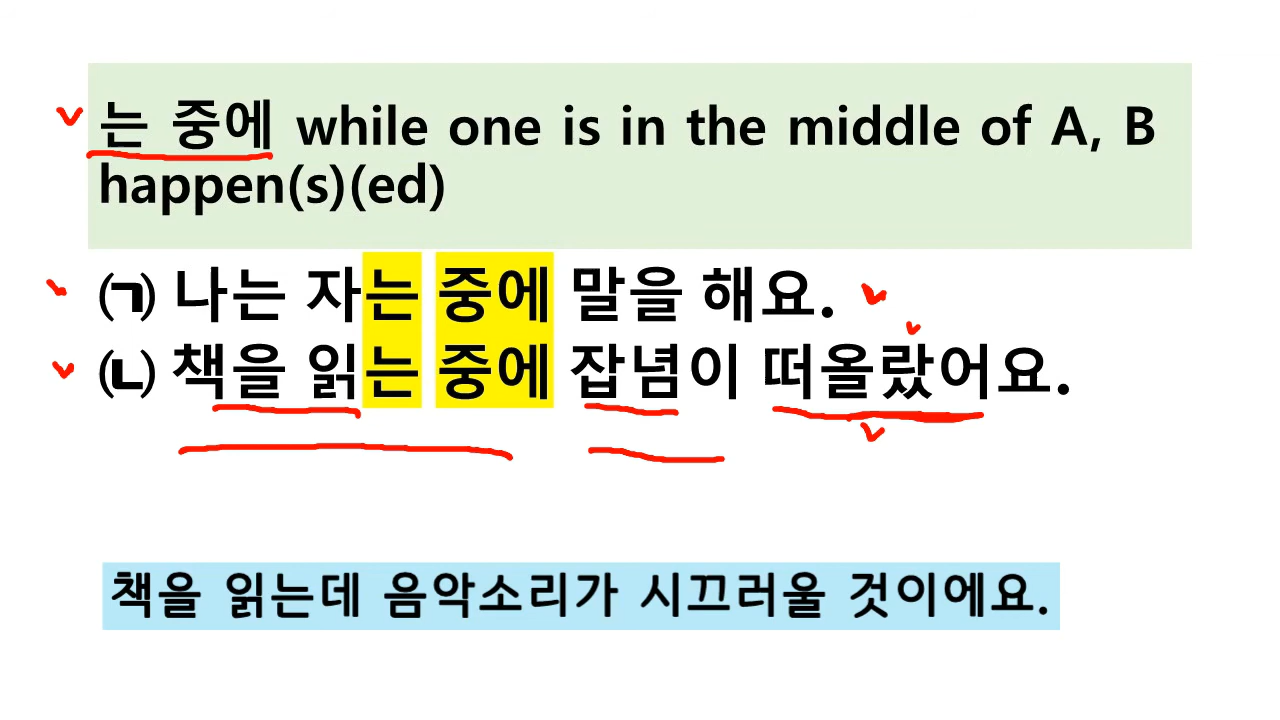 는 중에 while one is in the middle of A, B
happen(s)(ed)
(ㄱ) 나는 자는 중에 말을 해요.
(ㄴ) 책을 읽는 중에 잡념이 떠올랐어요.
책을 읽는데 음악소리가 시끄러울 것이에요.